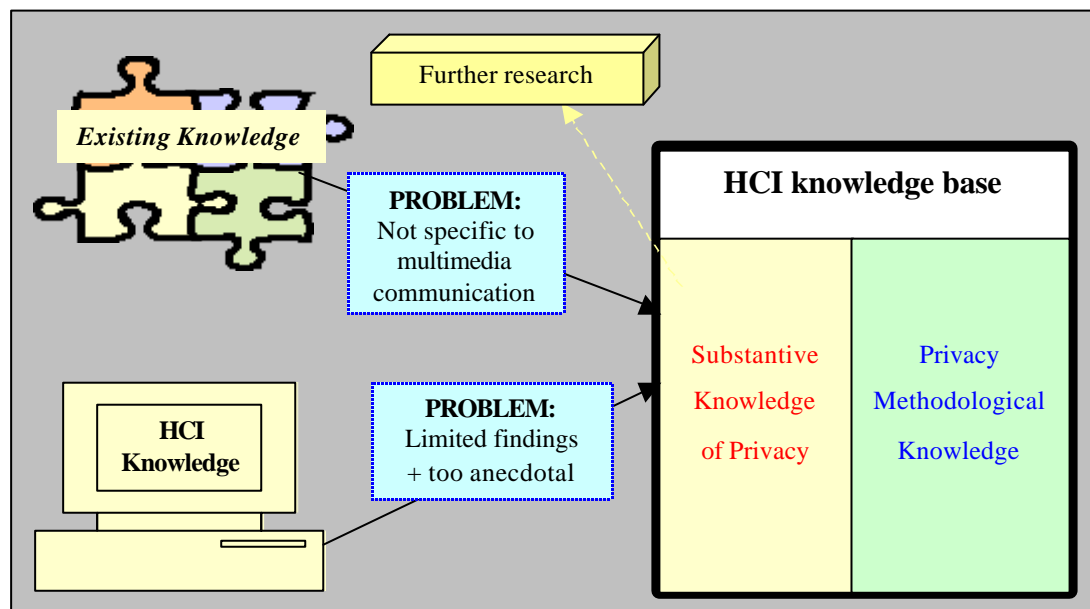 Further research
Existing Knowledge
PROBLEM:
Not specific to
multimedia
communication
HCI knowledge base
Substantive
Knowledge
of Privacy
Privacy
Methodological
Knowledge
PROBLEM:
Limited findings
+ too anecdotal
HCI
Knowledge